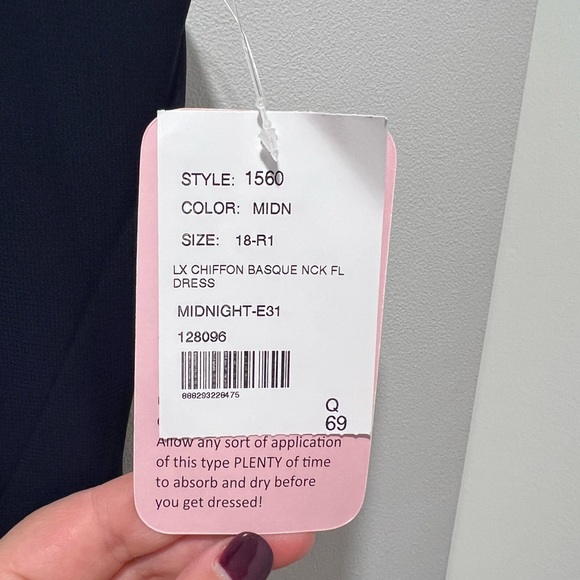 STYLE: 1560
COLOR: MIDN
SIZE: 18-R1
LX CHIFFON BASQUE NCK FL
DRESS
MIDNIGHT-E31
128096
888293228475
Q
69
Allow any sort of application
of this type PLENTY of time
to absorb and dry before
you get dressed!